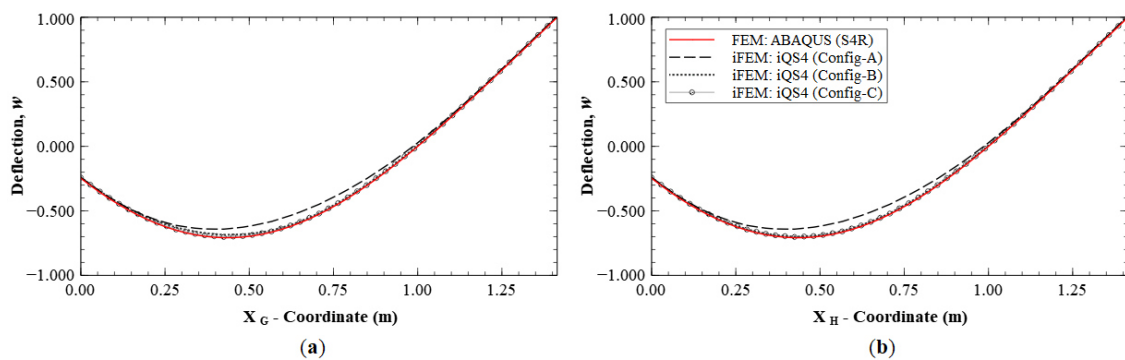 1.000
0.500
0.000
−0.500
−1.000
Deflection, w
0.00 0.25 0.50 0.75 1.00 1.25
X G - Coordinate (m)
(a)
1.000
0.500
0.000
−0.500
−1.000
Deflection, w
FEM: ABAQUS (S4R)
iFEM: iQS4 (Config-A)
iFEM: iQS4 (Config-B)
iFEM: iQS4 (Config-C)
0.00 0.25 0.50 0.75 1.00 1.25
X H - Coordinate (m)
(b)